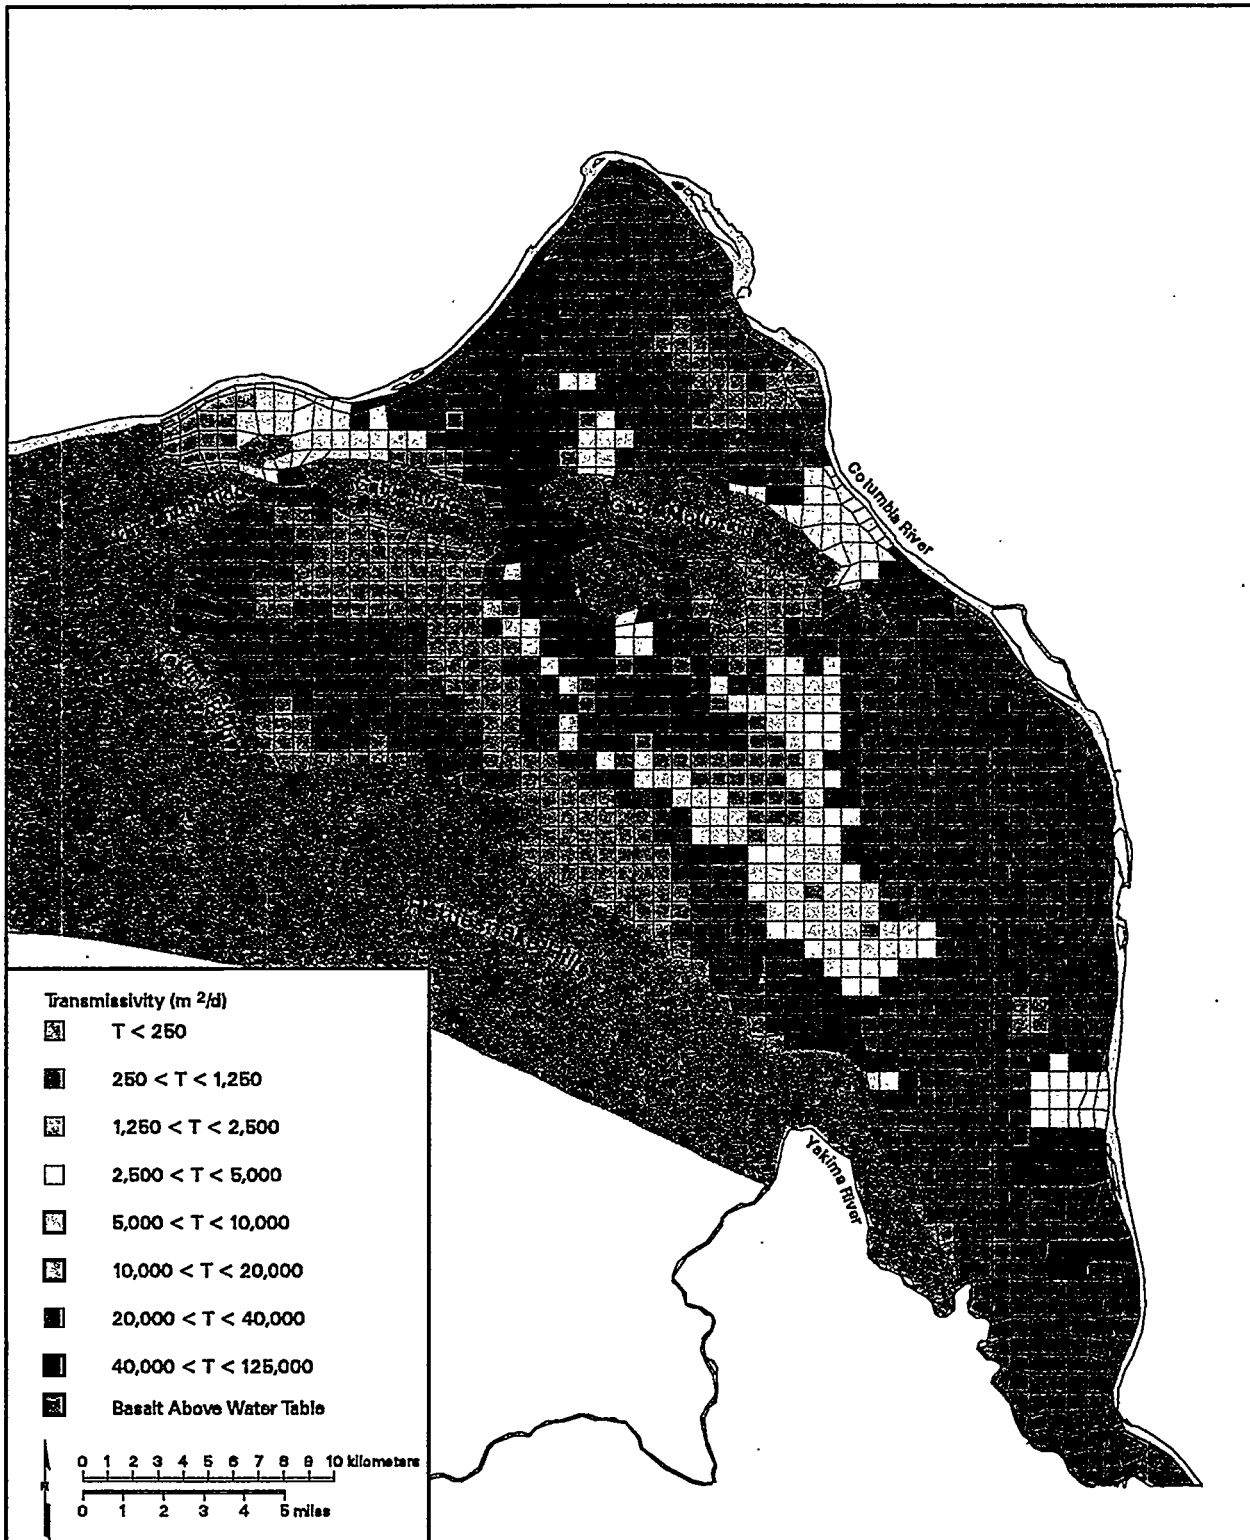 Columbia River
Yakima River
Transmissivity (m 2/d)
T < 250
250 < T < 1,250
1,250 < T < 2,500
2,500 < T < 5,000
5,000 < T < 10,000
10,000 < T < 20,000
20,000 < T < 40,000
40,000 < T < 125,000
Basalt Above Water Table
0 1 2 3 4 5 6 7 8 9 10 kilometers
0 1 2 3 4 5 miles